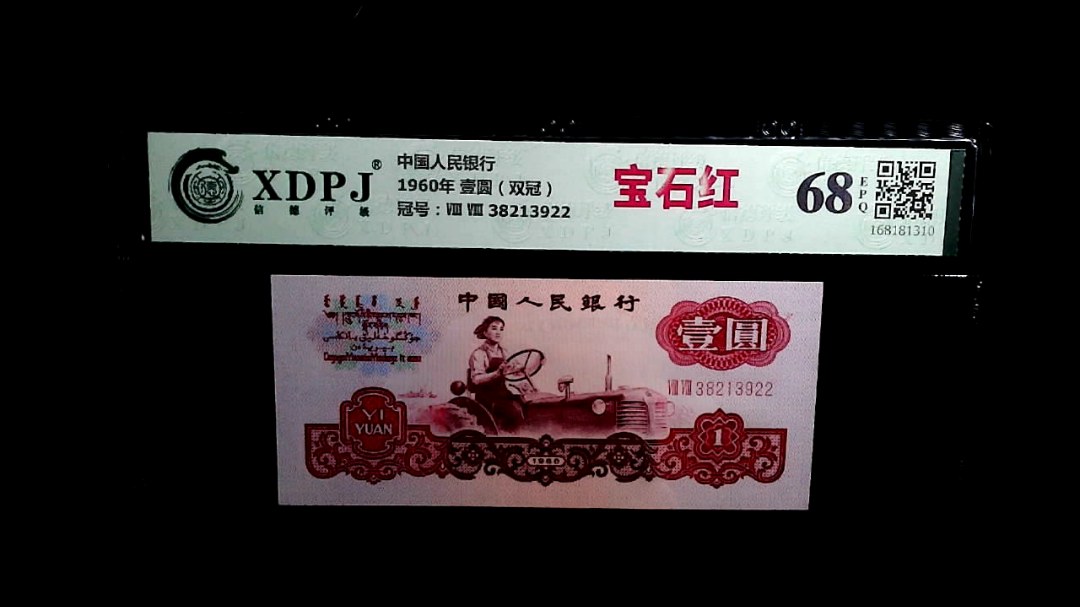 XDPJ®
信德评级
中国人民银行
1960年 壹圆（双冠）
冠号：Ⅷ Ⅷ 38213922
宝石红
68
EPQ
168181310
中國人民銀行
壹圓
Ⅷ Ⅷ 38213922
YI
YUAN
1960
1